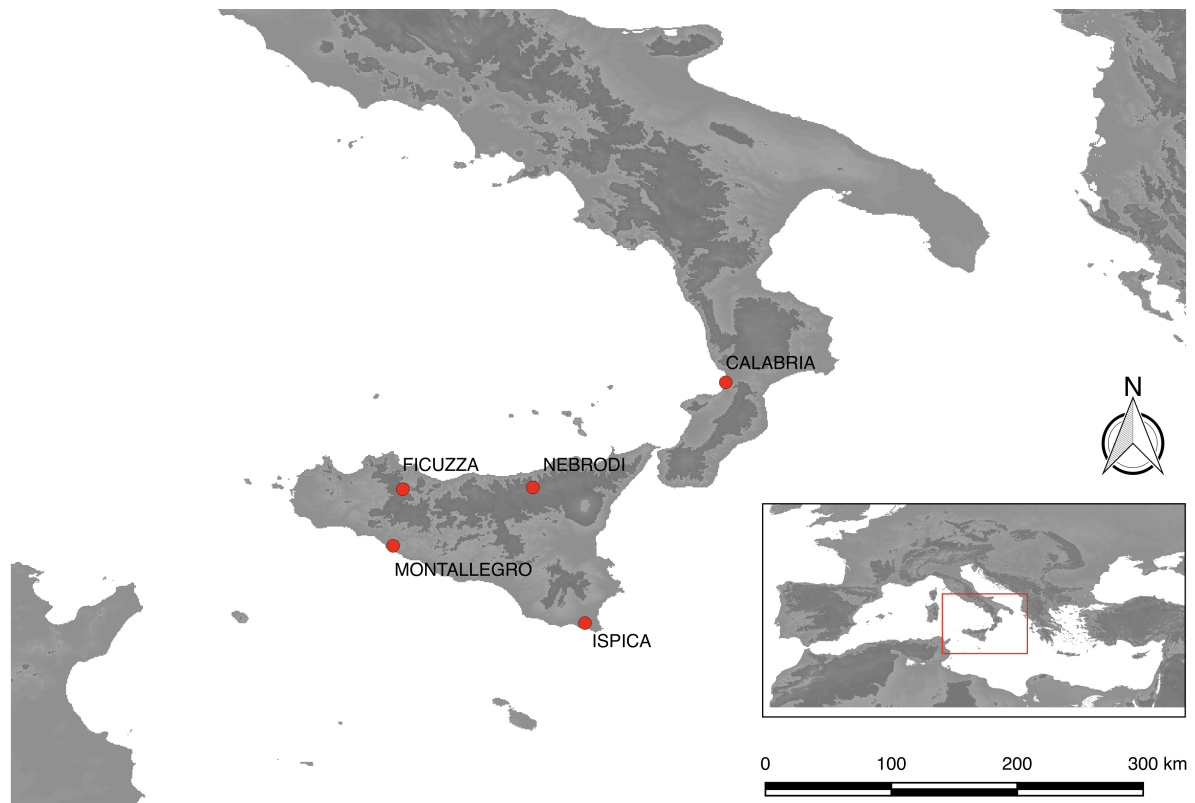 CALABRIA
N
FICUZZA
NEBRODI
MONTALLEGRO
ISPICA
0 100 200 300 km